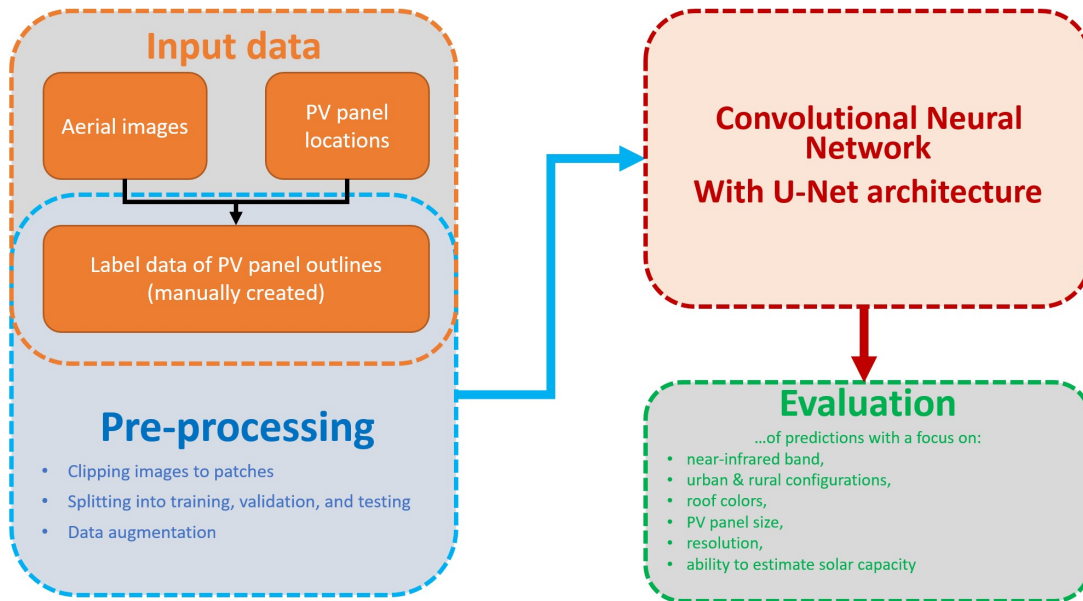 Input data
Aerial images
PV panel
locations
Label data of PV panel outlines
(manually created)
Pre-processing
• Clipping images to patches
• Splitting into training, validation, and testing
• Data augmentation
Convolutional Neural
Network
With U-Net architecture
Evaluation
...of predictions with a focus on:
• near-infrared band,
• urban & rural configurations,
• roof colors,
• PV panel size,
• resolution,
• ability to estimate solar capacity